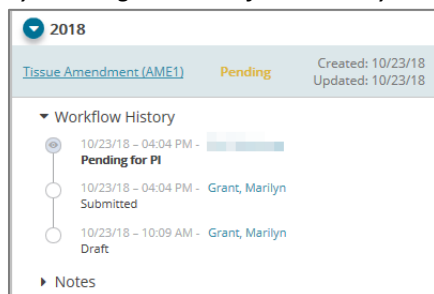 2018
Tissue Amendment (AME1) Pending Created: 10/23/18
Updated: 10/23/18
Workflow History
10/23/18 – 04:04 PM -
Pending for PI
10/23/18 – 04:04 PM - Grant, Marilyn
Submitted
10/23/18 – 10:09 AM - Grant, Marilyn
Draft
Notes